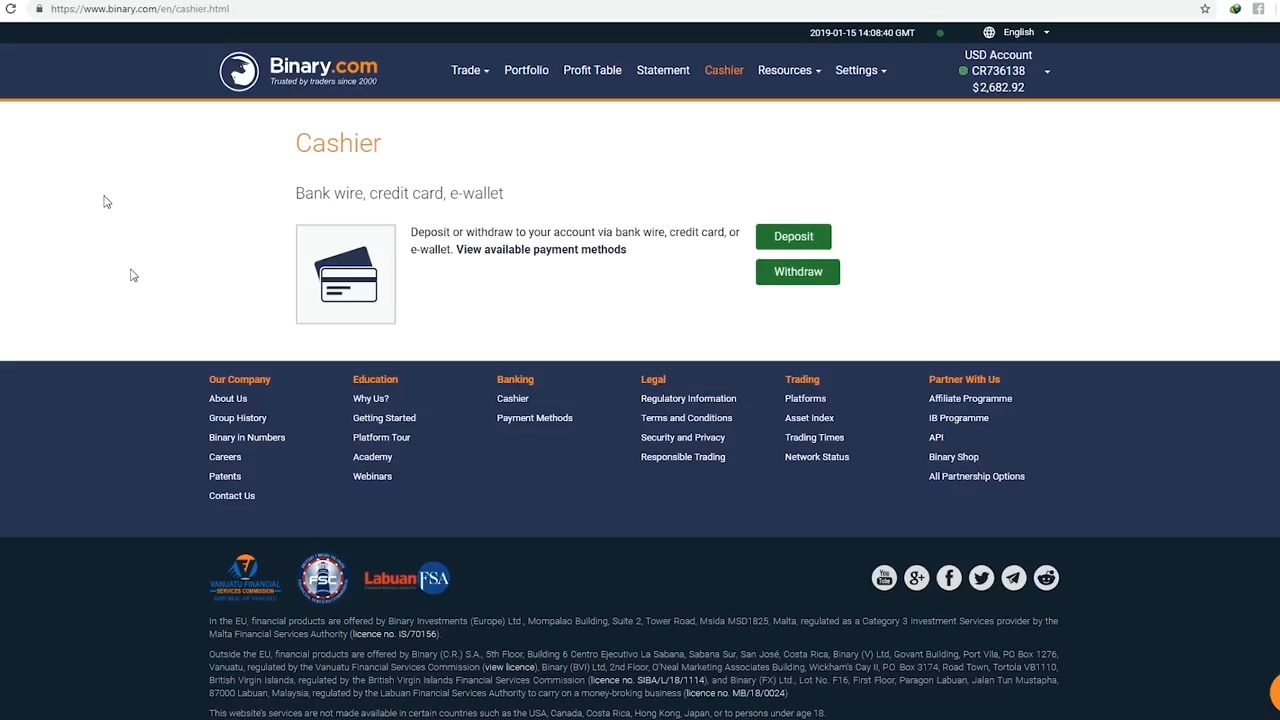 https://www.binary.com/en/cashier.html
2019-01-15 14:08:40 GMT
English
Binary.com
Trusted by traders since 2000
Trade
Portfolio
Profit Table
Statement
Cashier
Resources
Settings
USD Account
CR736138
$2,682.92
Cashier
Bank wire, credit card, e-wallet
Deposit or withdraw to your account via bank wire, credit card, or
e-wallet. View available payment methods
Deposit
Withdraw
Our Company
About Us
Group History
Binary in Numbers
Careers
Patents
Contact Us
Education
Why Us?
Getting Started
Platform Tour
Academy
Webinars
Banking
Cashier
Payment Methods
Legal
Regulatory Information
Terms and Conditions
Security and Privacy
Responsible Trading
Trading
Platforms
Asset Index
Trading Times
Network Status
Partner With Us
Affiliate Programme
IB Programme
API
Binary Shop
All Partnership Options
VANUATU FINANCIAL
SERVICES COMMISSION
REPUBLIC OF VANUATU
FSC
Labuan FSA
You
Tube
g+
In the EU, financial products are offered by Binary Investments (Europe) Ltd., Mompalao Building, Suite 2, Tower Road, Msida MSD1825, Malta, regulated as a Category 3 Investment Services provider by the
Malta Financial Services Authority (licence no. IS/70156).
Outside the EU, financial products are offered by Binary (C.R.) S.A., 5th Floor, Building 6 Centro Ejecutivo La Sabana, Sabana Sur, San José, Costa Rica, Binary (V) Ltd, Govant Building, Port Vila, PO Box 1276,
Vanuatu, regulated by the Vanuatu Financial Services Commission (view licence), Binary (BVI) Ltd, 2nd Floor, O'Neal Marketing Associates Building, Wickham's Cay II, P.O. Box 3174, Road Town, Tortola VB1110,
British Virgin Islands, regulated by the British Virgin Islands Financial Services Commission (licence no. SIBA/L/18/1114), and Binary (FX) Ltd., Lot No. F16, First Floor, Paragon Labuan, Jalan Tun Mustapha,
87000 Labuan, Malaysia, regulated by the Labuan Financial Services Authority to carry on a money-broking business (licence no. MB/18/0024)
This website's services are not made available in certain countries such as the USA, Canada, Costa Rica, Hong Kong, Japan, or to persons under age 18.